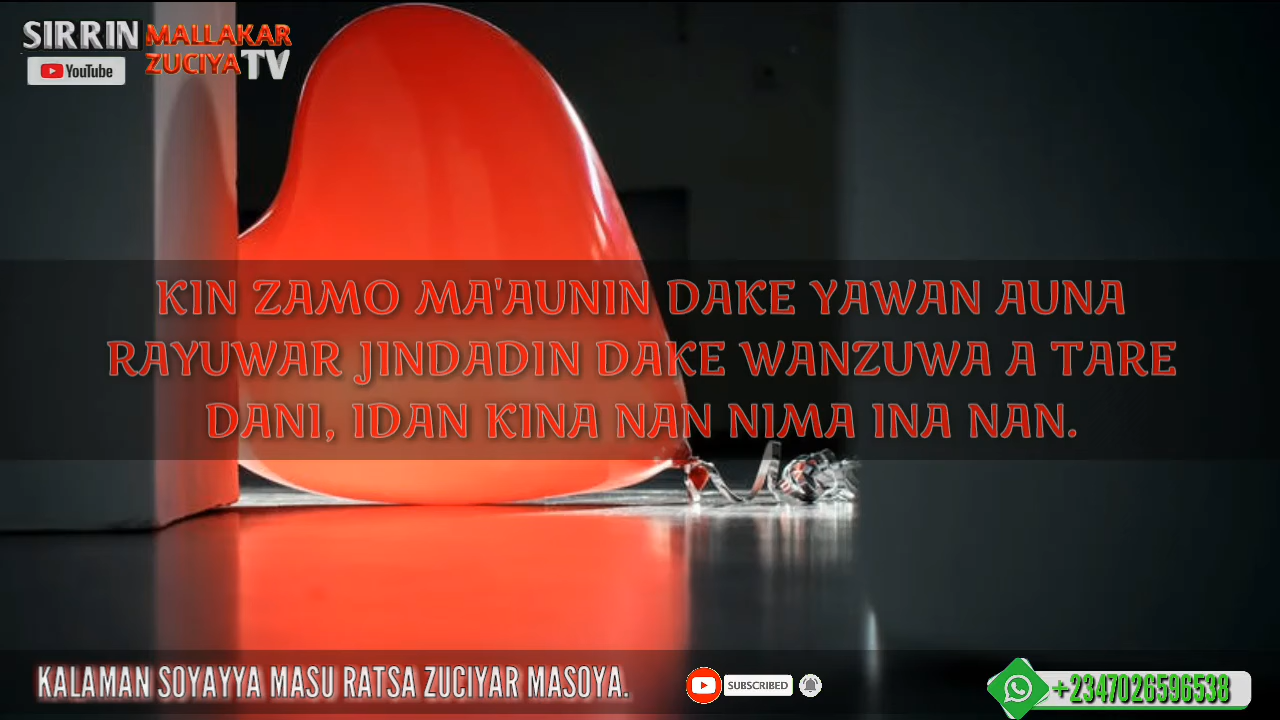 SIRRIN MALLAKAR
ZUCIYA TV
YouTube
KIN ZAMO MA'AUNIN DAKE YAWAN AUNA
RAYUWAR JINDADIN DAKE WANZUWA A TARE
DANI, IDAN KINA NAN NIMA INA NAN.
KALAMAN SOYAYYA MASU RATSA ZUCIYAR MASOYA.
SUBSCRIBED
+2347026596538